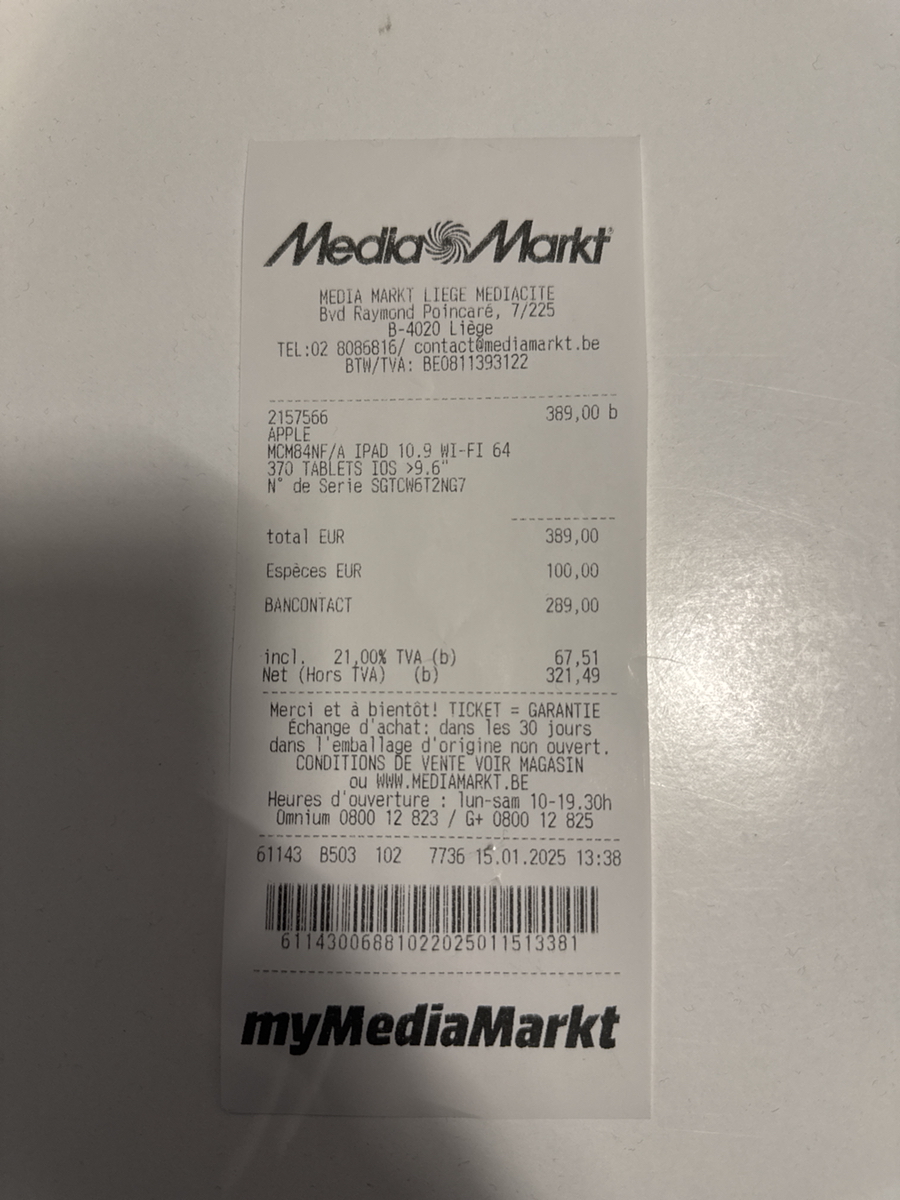 Media Markt
MEDIA MARKT LIEGE MEDIACITE
Bvd Raymond Poincaré, 7/225
B-4020 Liège
TEL:02 8086816/ contact@mediamarkt.be
BTW/TVA: BE0811393122
2157566 389,00 b
APPLE
MCM84NF/A IPAD 10.9 WI-FI 64
370 TABLETS IOS >9.6"
N° de Serie SGTCW6T2NG7
total EUR 389,00
Espèces EUR 100,00
BANCONTACT 289,00
incl. 21,00% TVA (b) 67,51
Net (Hors TVA) (b) 321,49
Merci et à bientôt! TICKET = GARANTIE
Échange d'achat: dans les 30 jours
dans l'emballage d'origine non ouvert.
CONDITIONS DE VENTE VOIR MAGASIN
ou WWW.MEDIAMARKT.BE
Heures d'ouverture : lun-sam 10-19.30h
Omnium 0800 12 823 / G+ 0800 12 825
61143 B503 102 7736 15.01.2025 13:38
6114300688102202501151338​1
myMediaMarkt